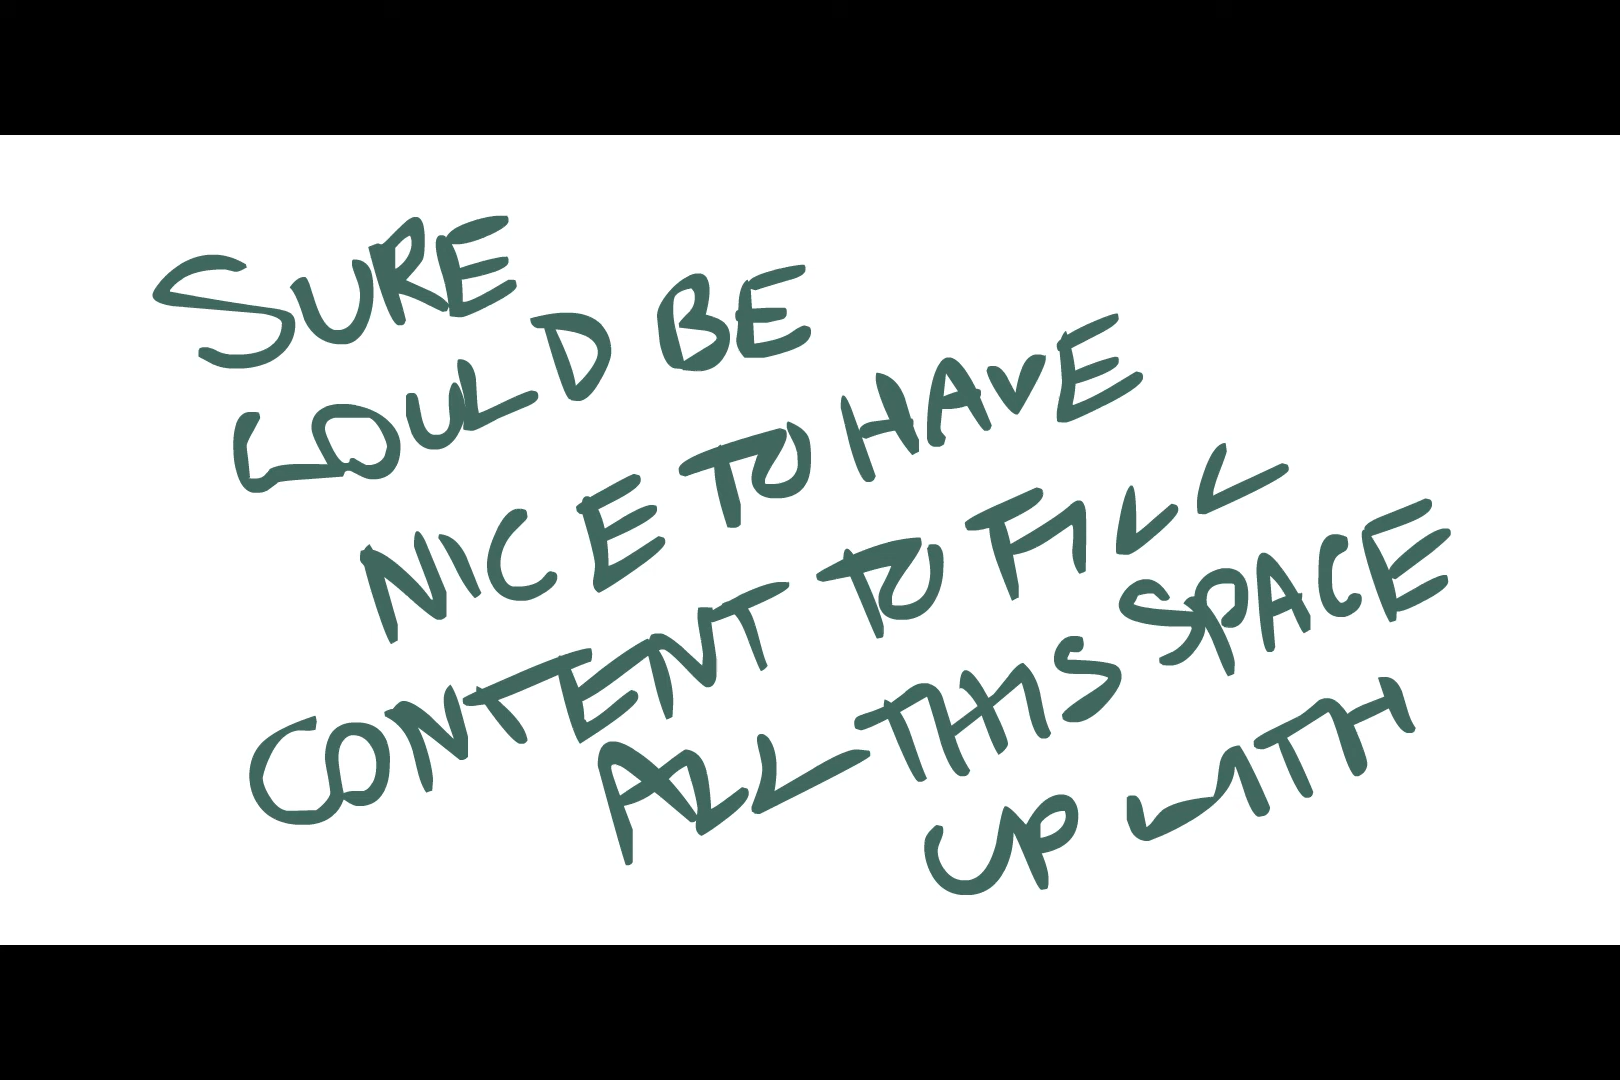 SURE
COULD BE
NICE TO HAVE
CONTENT TO FILL
ALL THIS SPACE
UP WITH